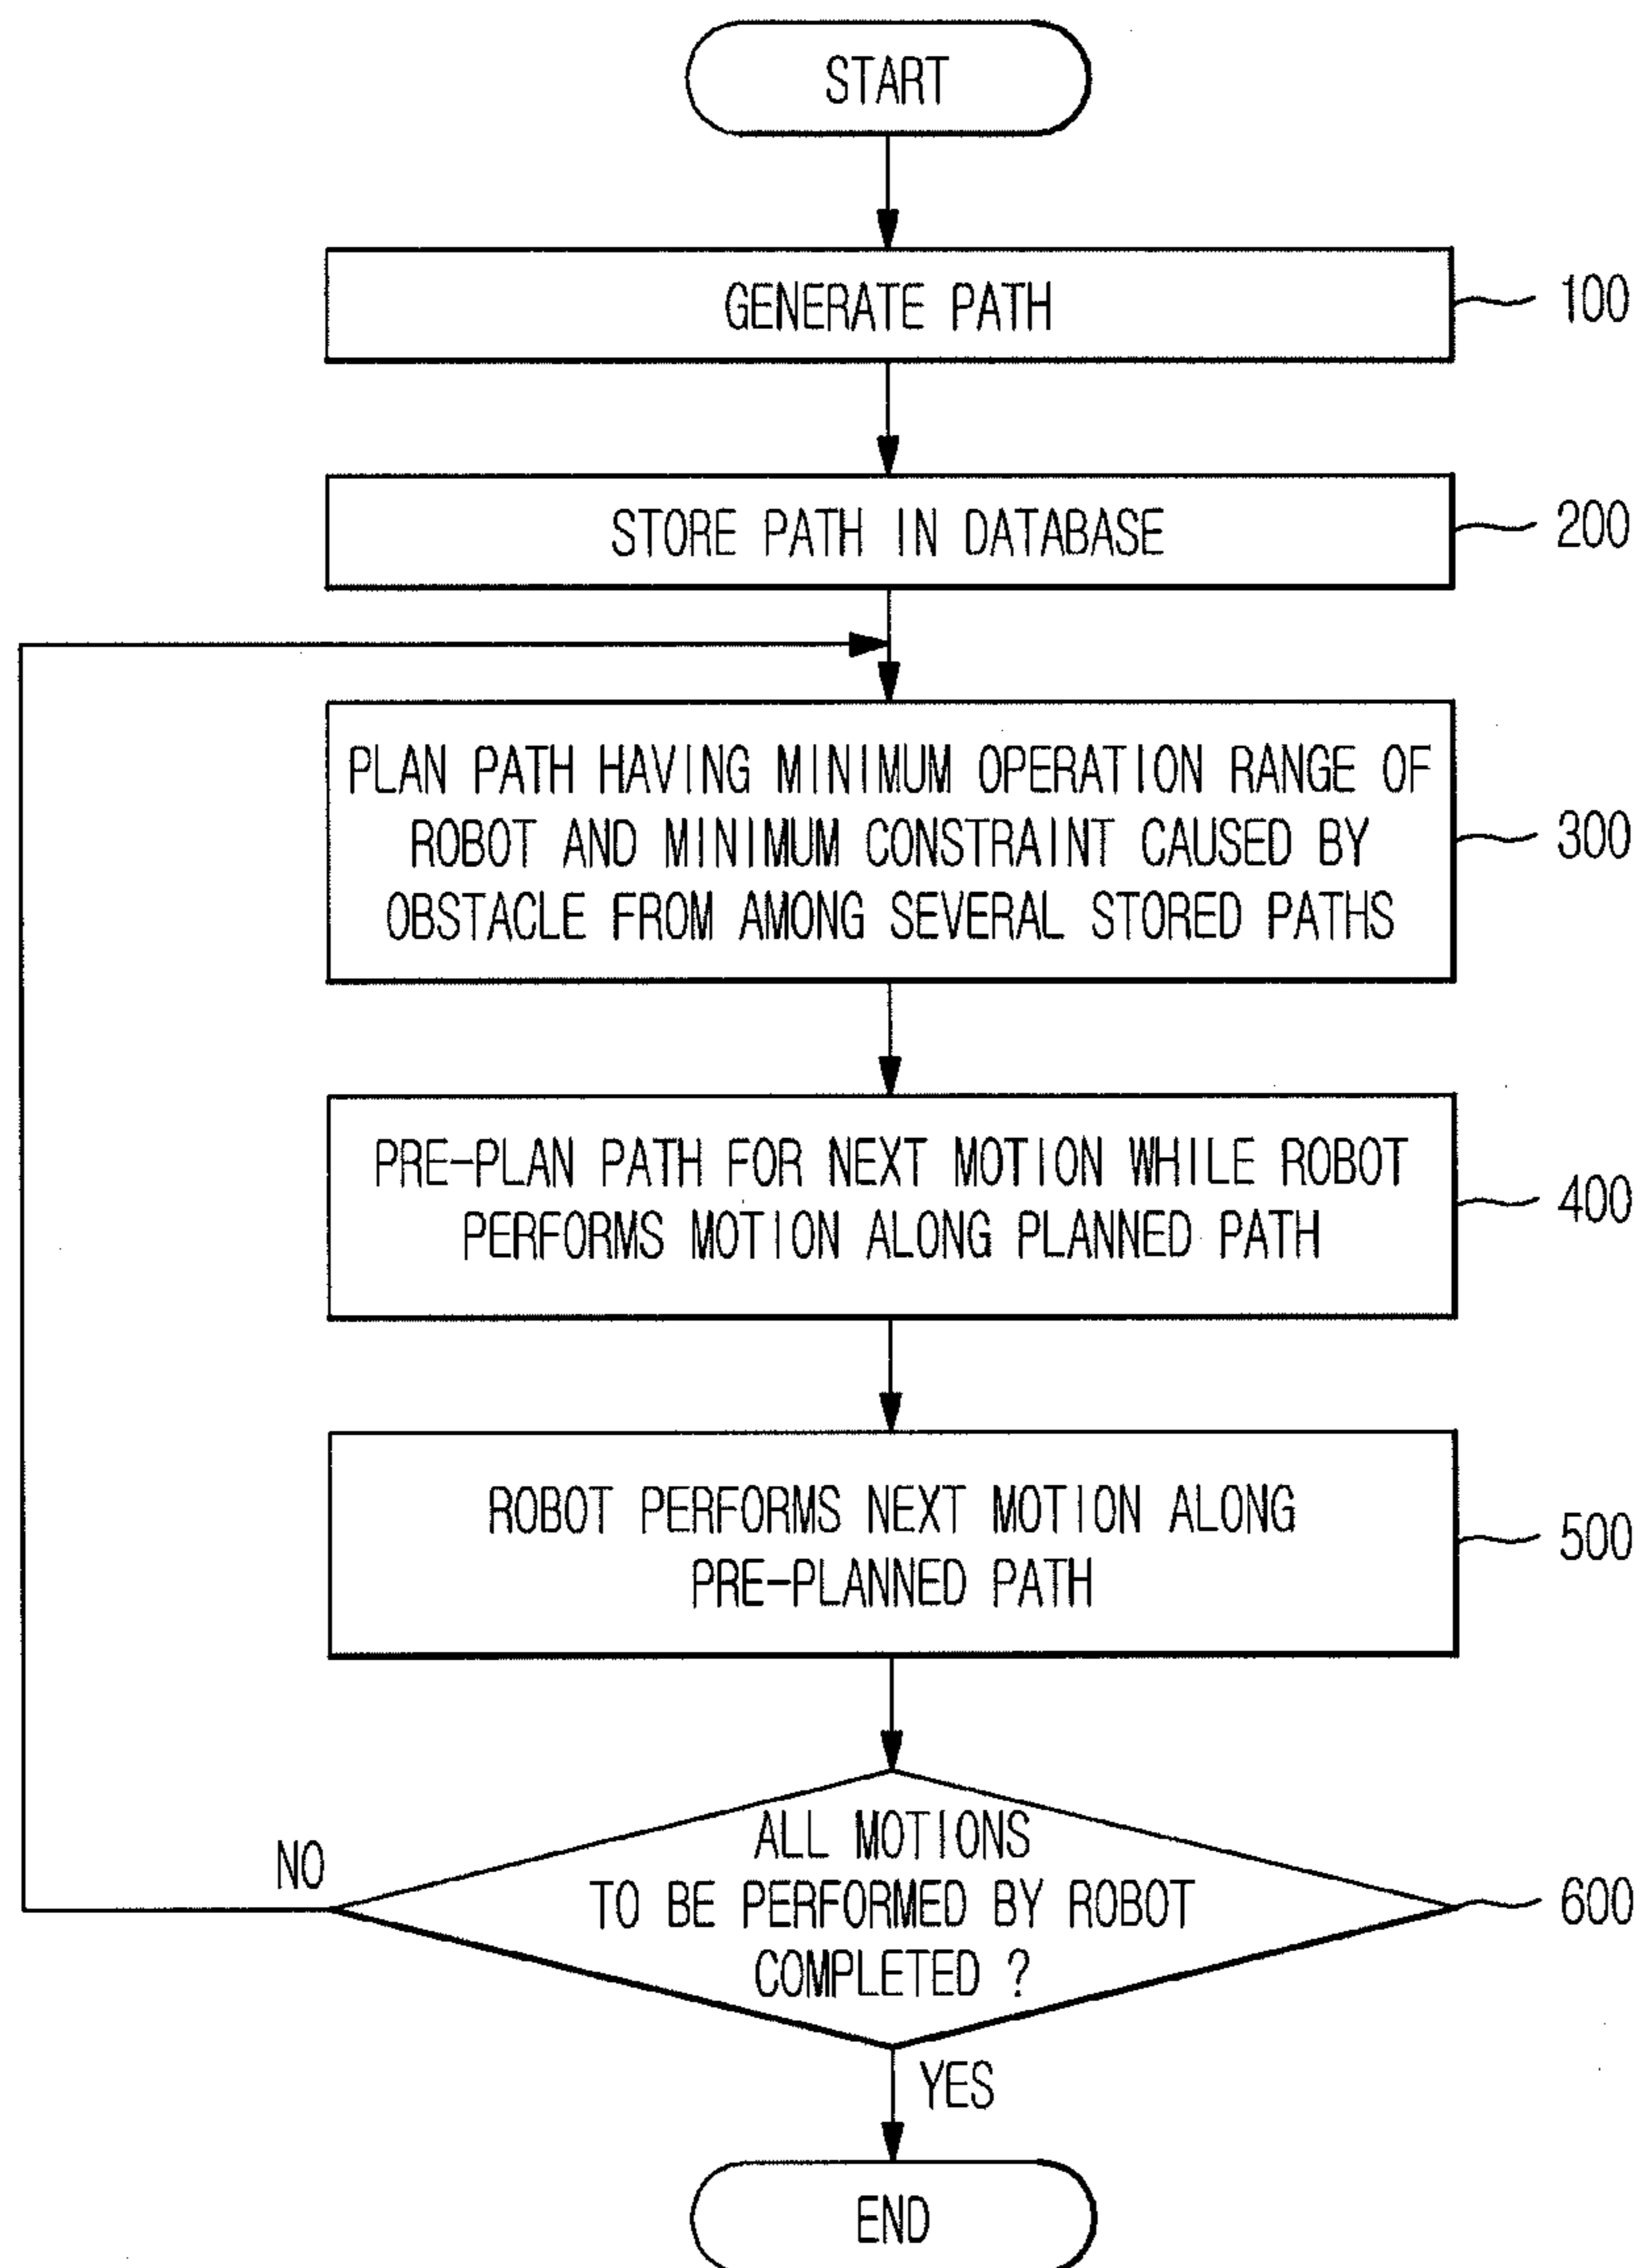 START
GENERATE PATH
100
STORE PATH IN DATABASE
200
PLAN PATH HAVING MINIMUM OPERATION RANGE OF
ROBOT AND MINIMUM CONSTRAINT CAUSED BY
OBSTACLE FROM AMONG SEVERAL STORED PATHS
300
PRE-PLAN PATH FOR NEXT MOTION WHILE ROBOT
PERFORMS MOTION ALONG PLANNED PATH
400
ROBOT PERFORMS NEXT MOTION ALONG
PRE-PLANNED PATH
500
ALL MOTIONS
TO BE PERFORMED BY ROBOT
COMPLETED ?
600
NO
YES
END